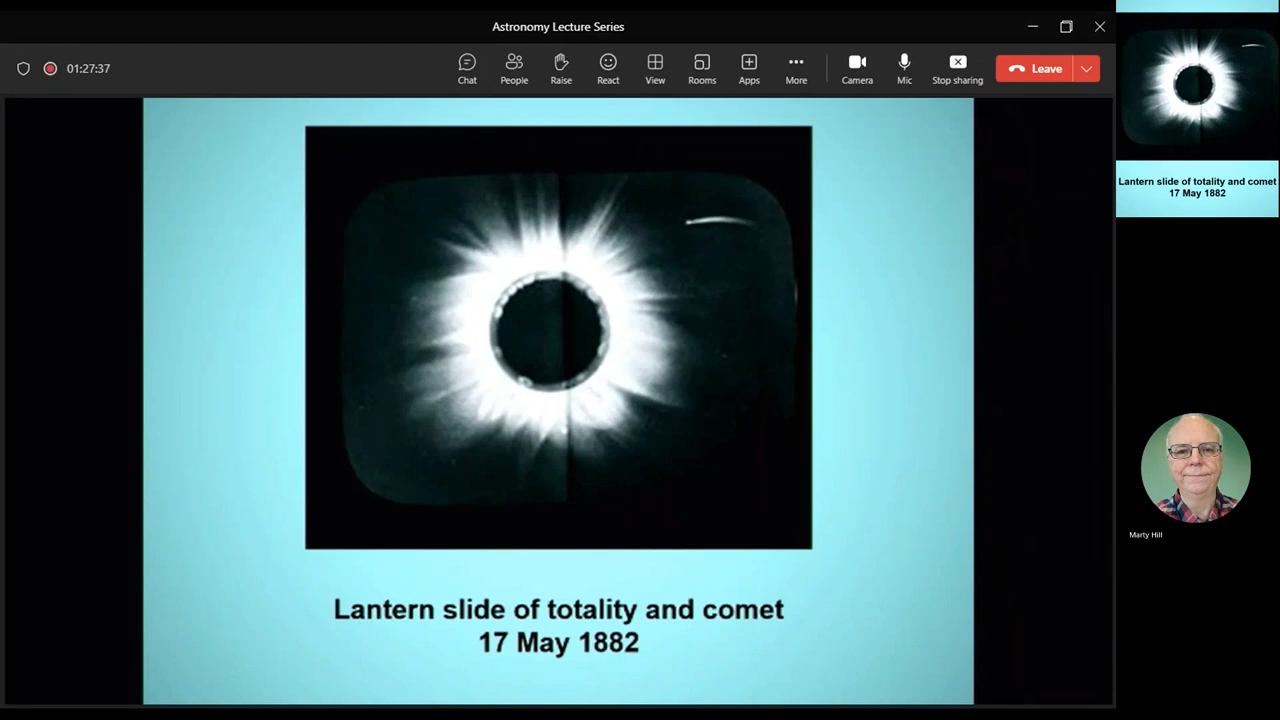 Astronomy Lecture Series
01:27:37
Chat People Raise React View Rooms Apps More Camera Mic Stop sharing Leave
Lantern slide of totality and comet
17 May 1882
Lantern slide of totality and comet
17 May 1882
Marty Hill